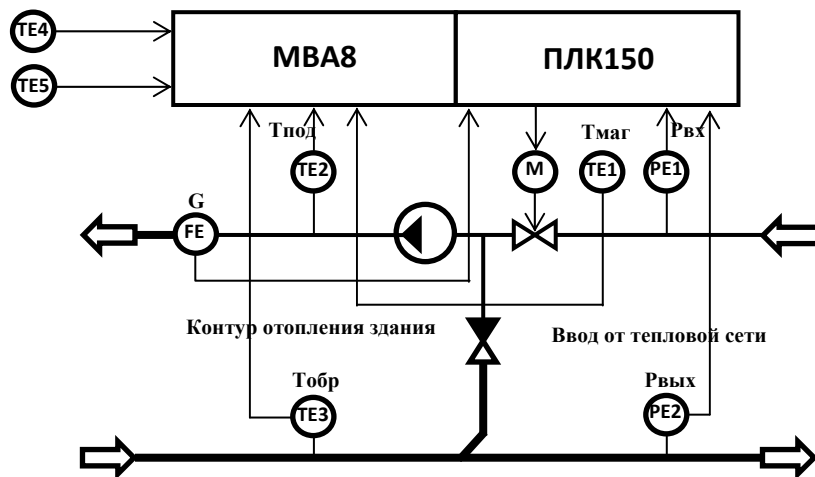 TE4
МВА8
ПЛК150
TE5
Тпод
Тмаг
Рвх
TE2
M
TE1
PE1
G
FE
Контур отопления здания
Ввод от тепловой сети
Тобр
Рвых
TE3
PE2